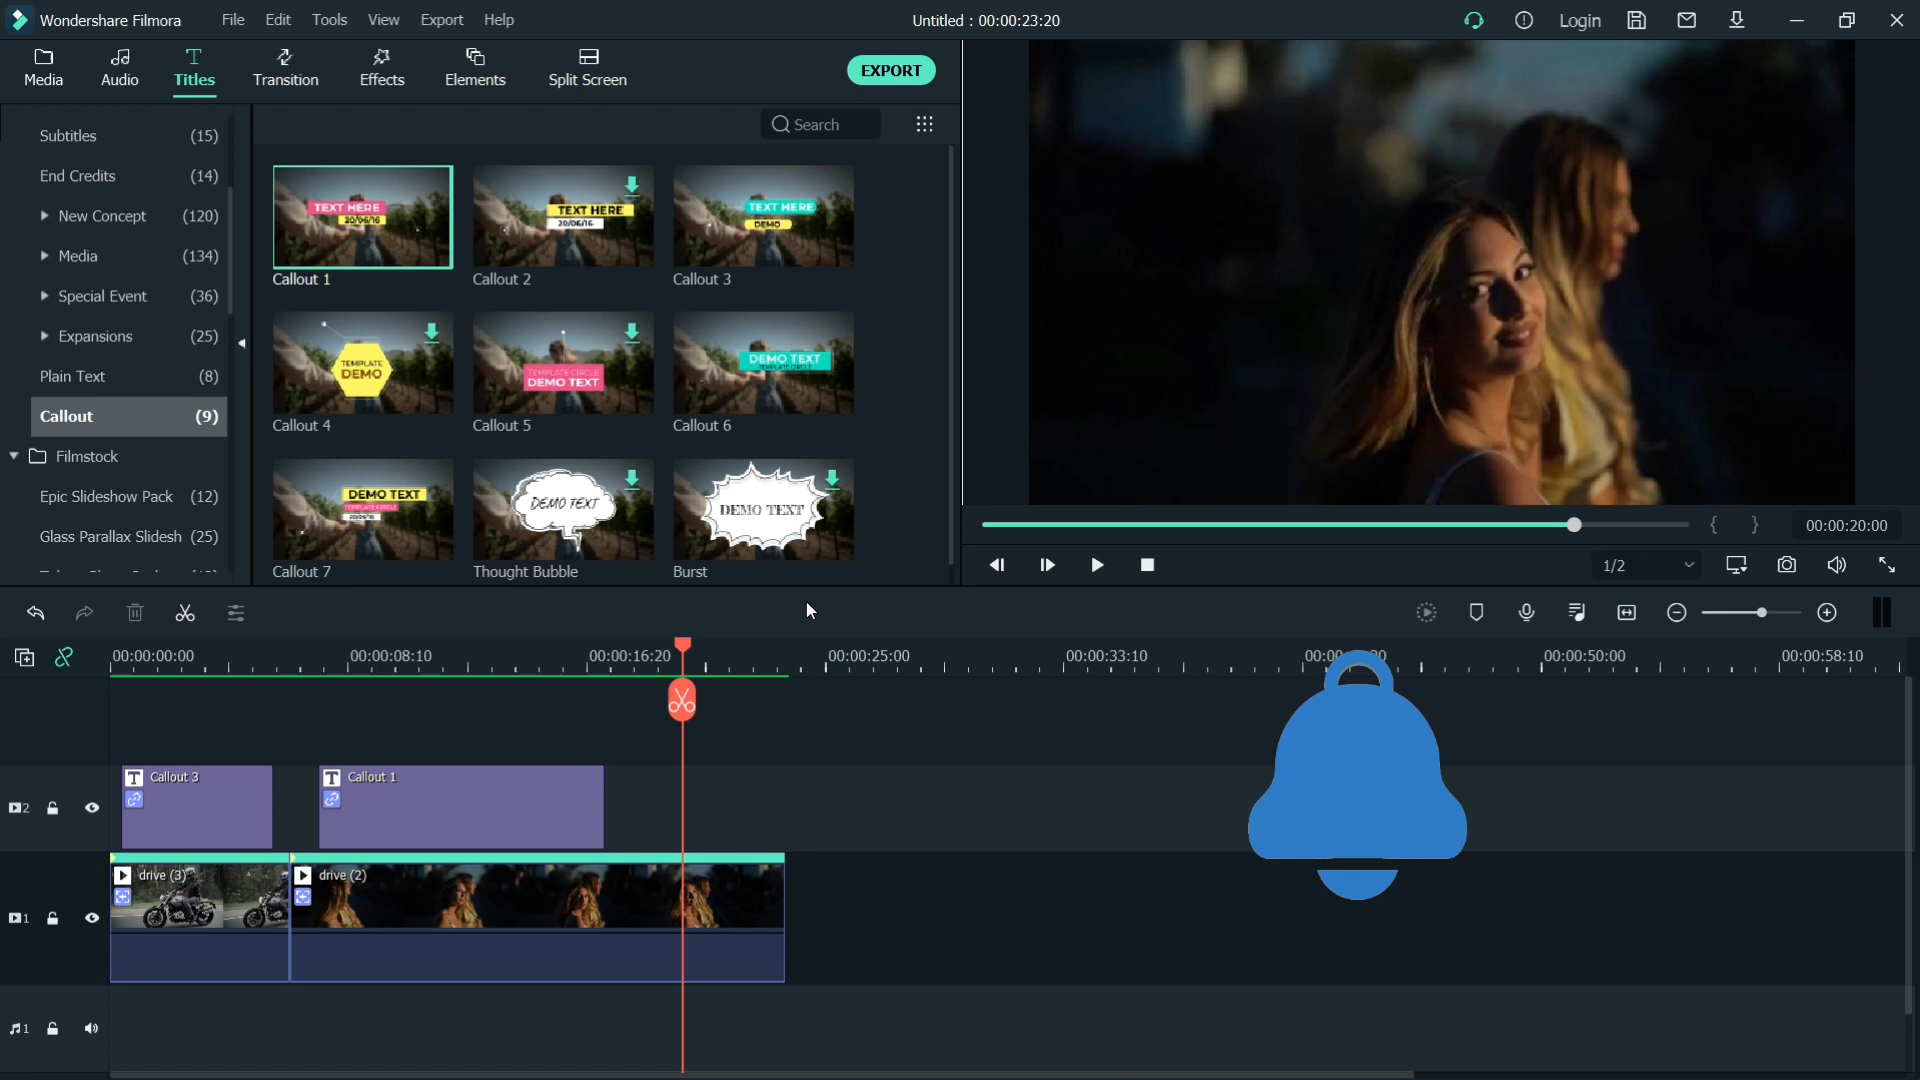 Wondershare Filmora File Edit Tools View Export Help Untitled : 00:00:23:20 Login
Media Audio Titles Transition Effects Elements Split Screen EXPORT
Search
Subtitles (15)
End Credits (14)
New Concept (120)
Media (134)
Special Event (36)
Expansions (25)
Plain Text (8)
Callout (9)
Filmstock
Epic Slideshow Pack (12)
Glass Parallax Slidesh (25)
TEXT HERE
20/06/16
Callout 1
TEXT HERE
20/06/16
Callout 2
TEXT HERE
DEMO
Callout 3
TEMPLATE
DEMO
Callout 4
TEMPLATE CIRCLE
DEMO TEXT
Callout 5
DEMO TEXT
TEMPLATE CIRCLE
Callout 6
DEMO TEXT
TEMPLATE CIRCLE
20/06/16
Callout 7
DEMO TEXT
Thought Bubble
DEMO TEXT
Burst
{ } 00:00:20:00
1/2
00:00:00:00 00:00:08:10 00:00:16:20 00:00:25:00 00:00:33:10 00:00:50:00 00:00:58:10
2 T Callout 3 T Callout 1
1 drive (3) drive (2)
1